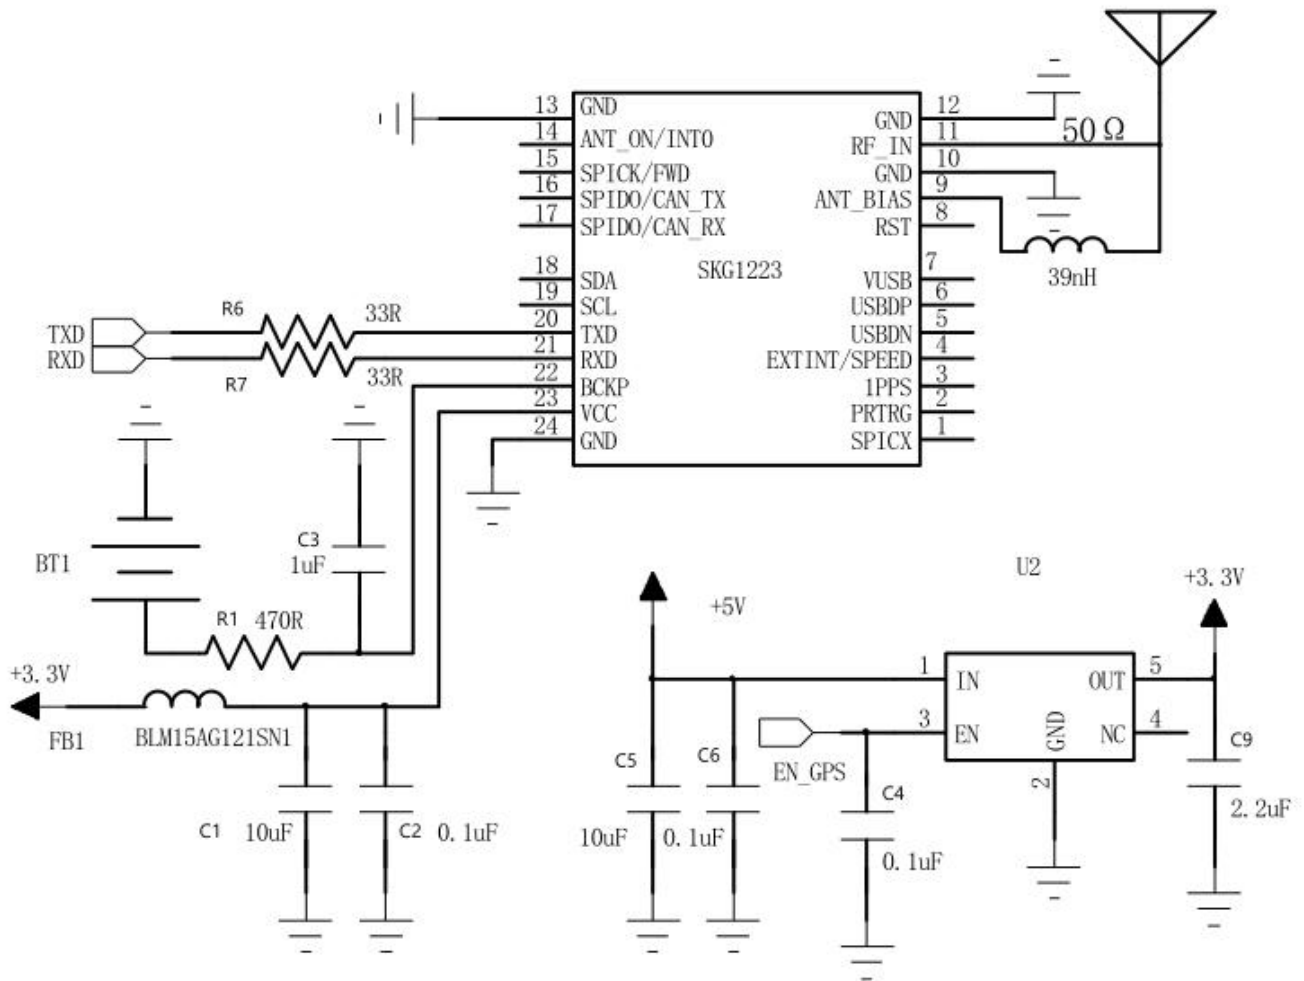 13
GND
14
ANT_ON/INTO
15
SPICK/FWD
16
SPIDO/CAN_TX
17
SPIDO/CAN_RX
18
SDA
19
SCL
20
TXD
21
RXD
22
BCKP
23
VCC
24
GND
SKG1223
GND
12
RF_IN
11
50Ω
GND
10
ANT_BIAS
9
RST
8
39nH
VUSB
7
USBDP
6
USBDN
5
EXTINT/SPEED
4
1PPS
3
PRTRG
2
SPICX
1
TXD
R6
33R
RXD
R7
33R
BT1
C3
1uF
R1
470R
+3.3V
FB1
BLM15AG121SN1
C1
10uF
C2
0.1uF
+5V
U2
+3.3V
1
IN
OUT
5
3
EN
GND
NC
4
2
EN_GPS
C5
10uF
C6
0.1uF
C4
0.1uF
C9
2.2uF